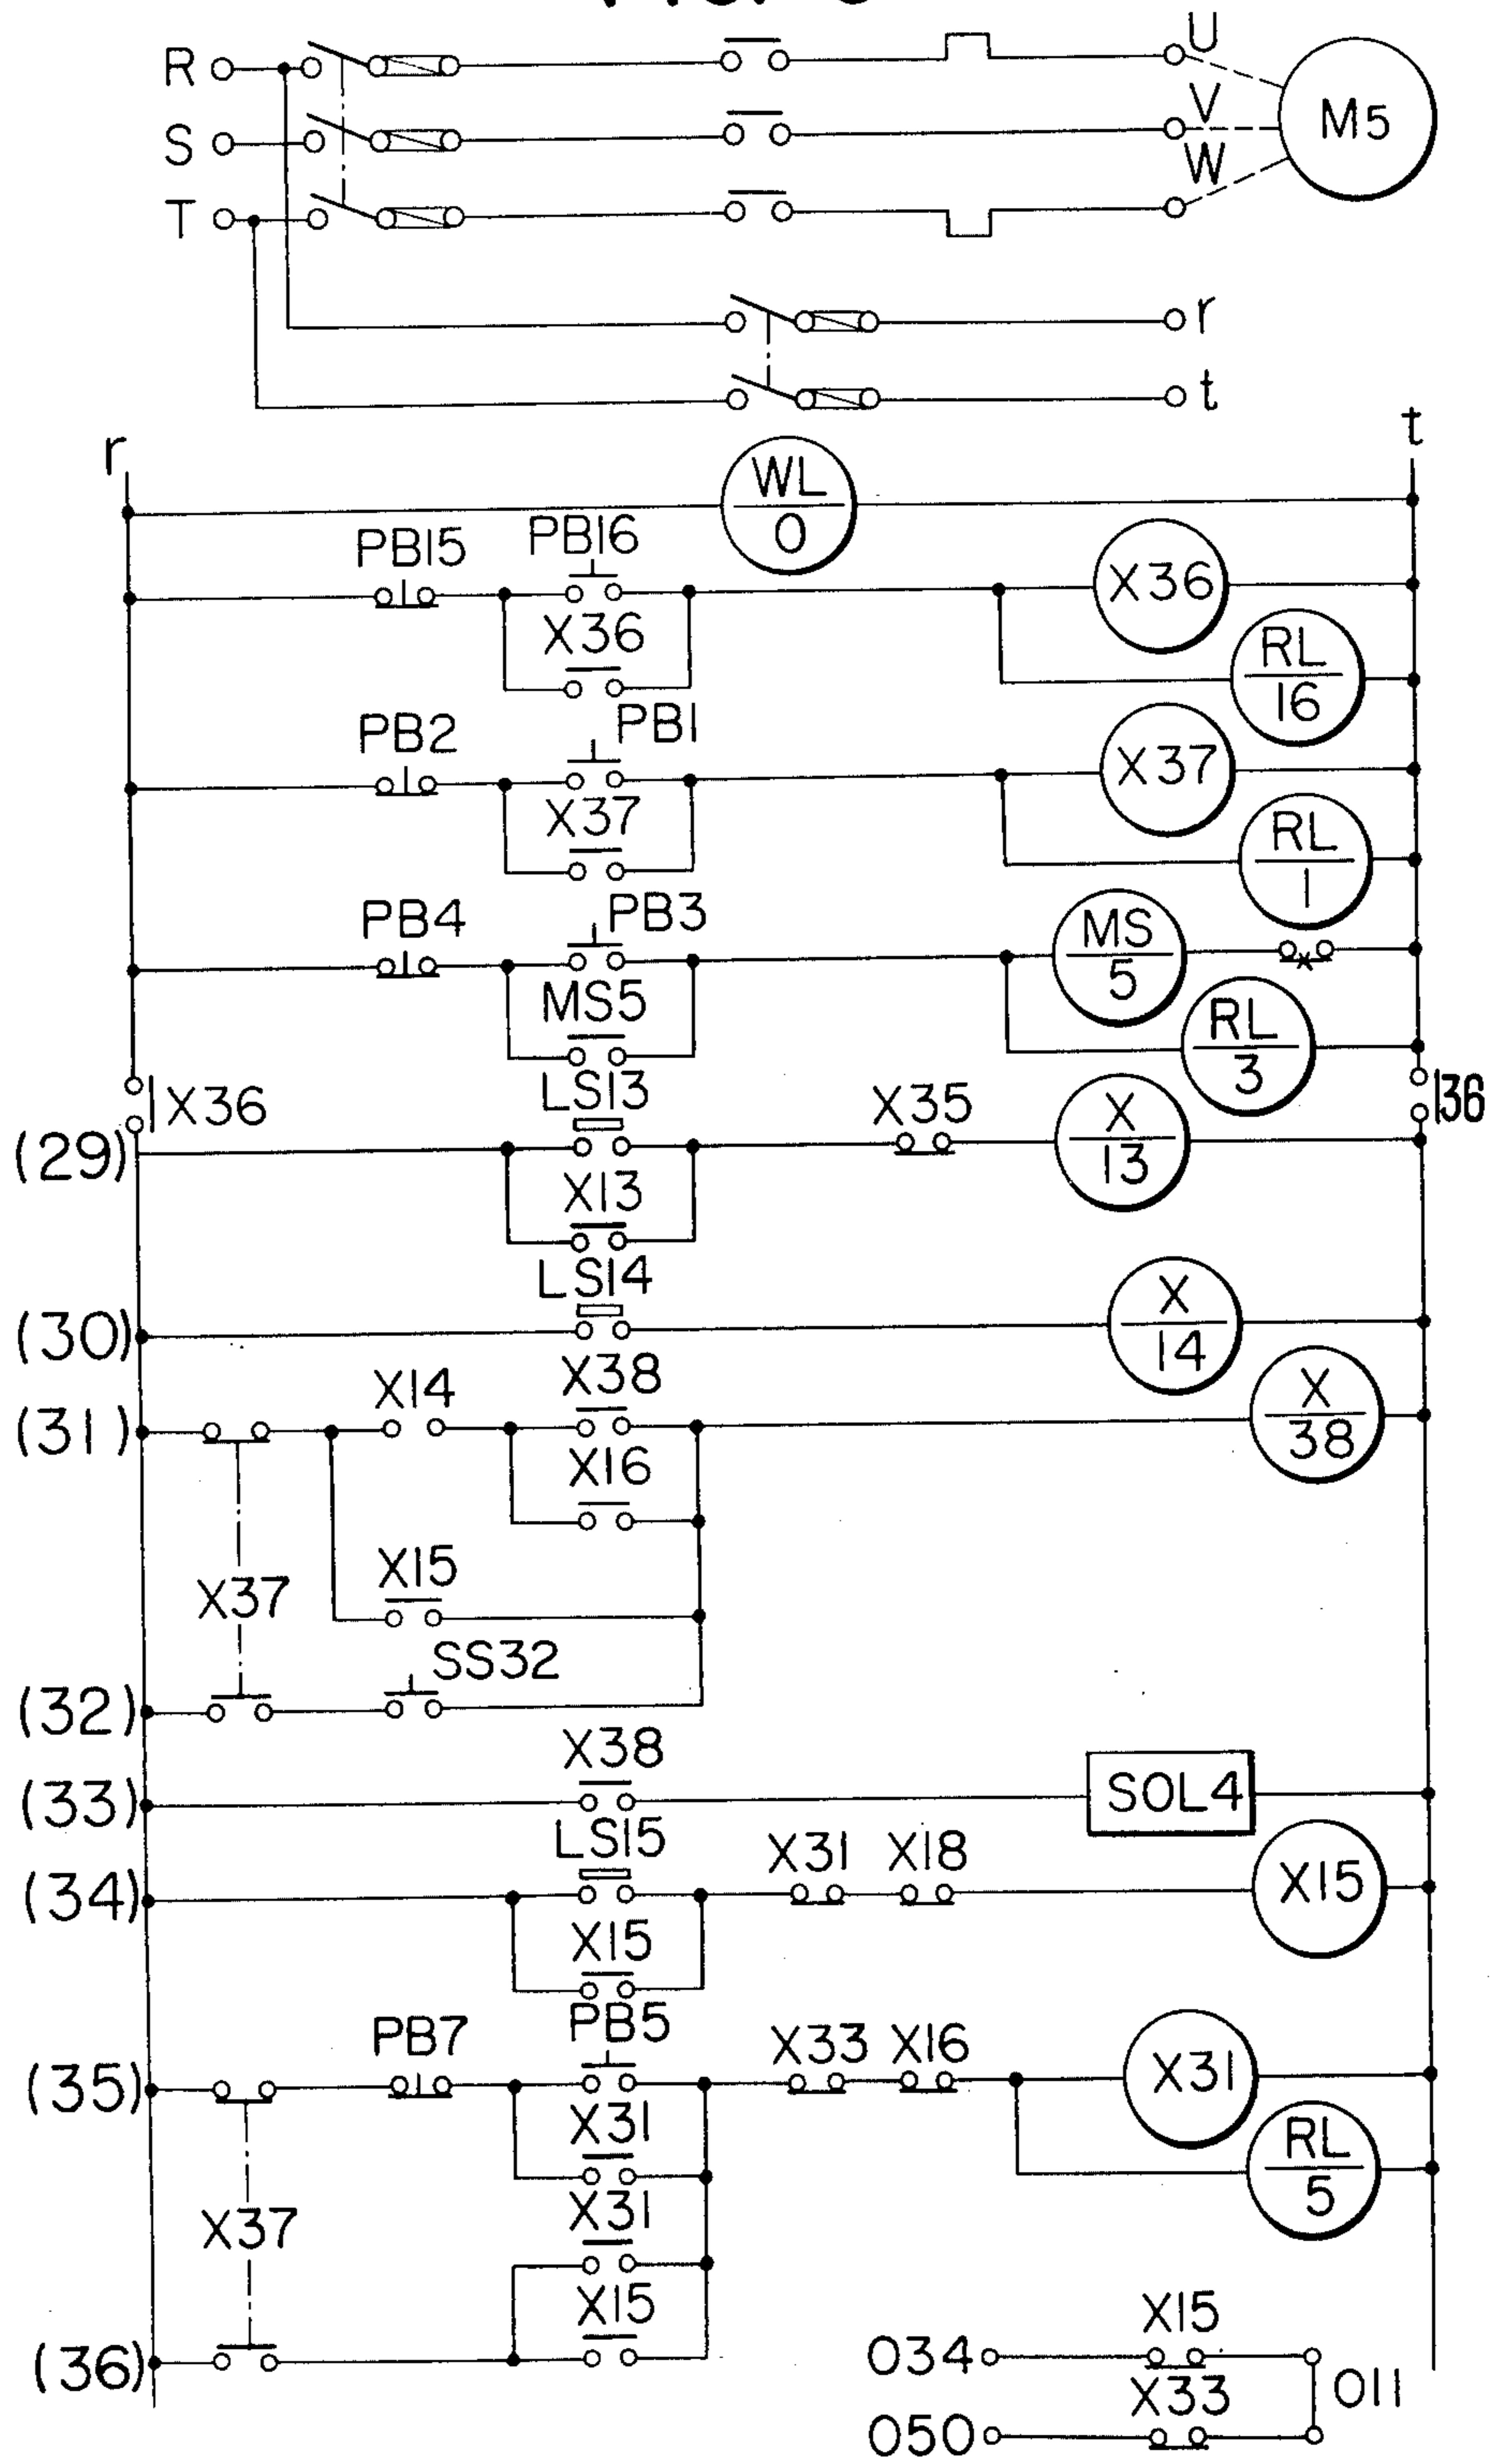 R
U
S
V
M5
T
W
r
t
r
t
WL
0
PB15
PB16
X36
X36
RL
16
PB2
PB1
X37
X37
RL
1
PB4
PB3
MS
5
MS5
RL
3
X36
36
(29)
LS13
X35
X
13
X13
(30)
LS14
X
14
(31)
X14
X38
X
38
X16
X15
X37
SS32
(32)
X38
(33)
SOL4
LS15
X31
X18
(34)
X15
X15
PB7
PB5
X33
X16
(35)
X31
X31
RL
5
X37
X31
X15
X15
(36)
034
011
X33
050